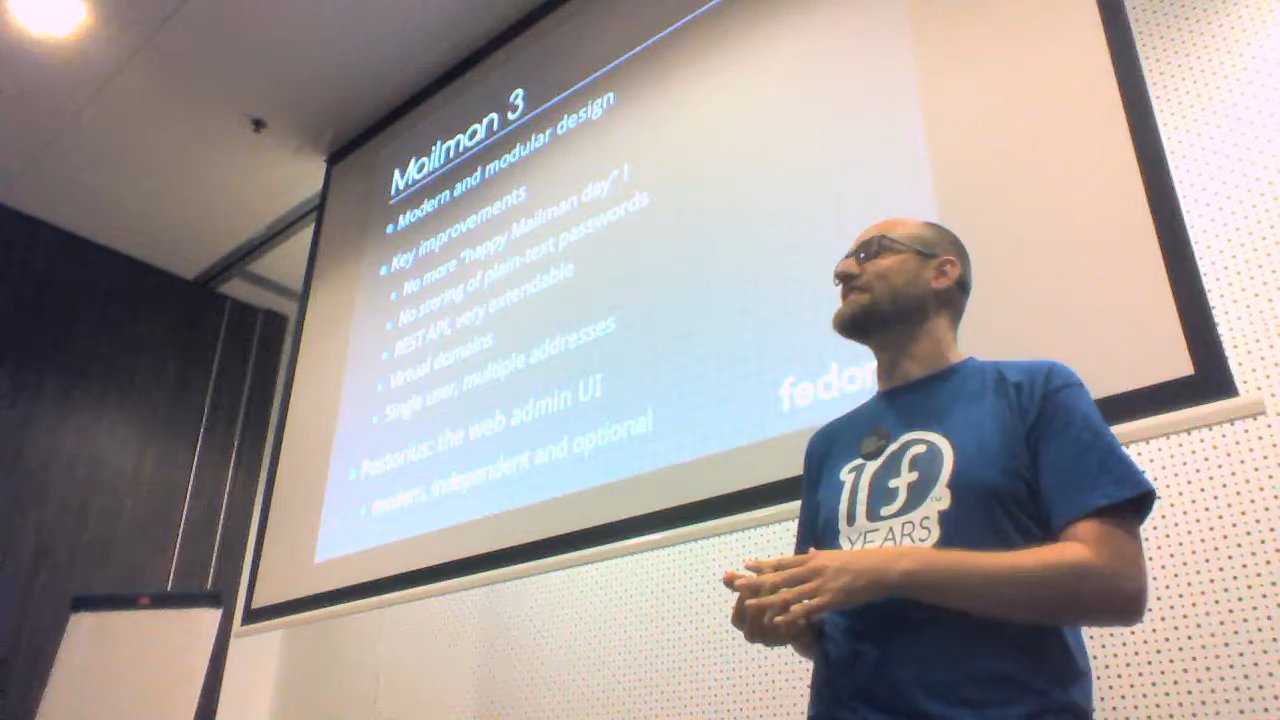 Mailman 3
Modern and modular design
Key improvements
No more "happy Mailman day" !
No storing of plain-text passwords
REST API, very extendable
Virtual domains
Single user, multiple addresses
Postorius: the web admin UI
modern, independent and optional
fedor
10f
YEARS